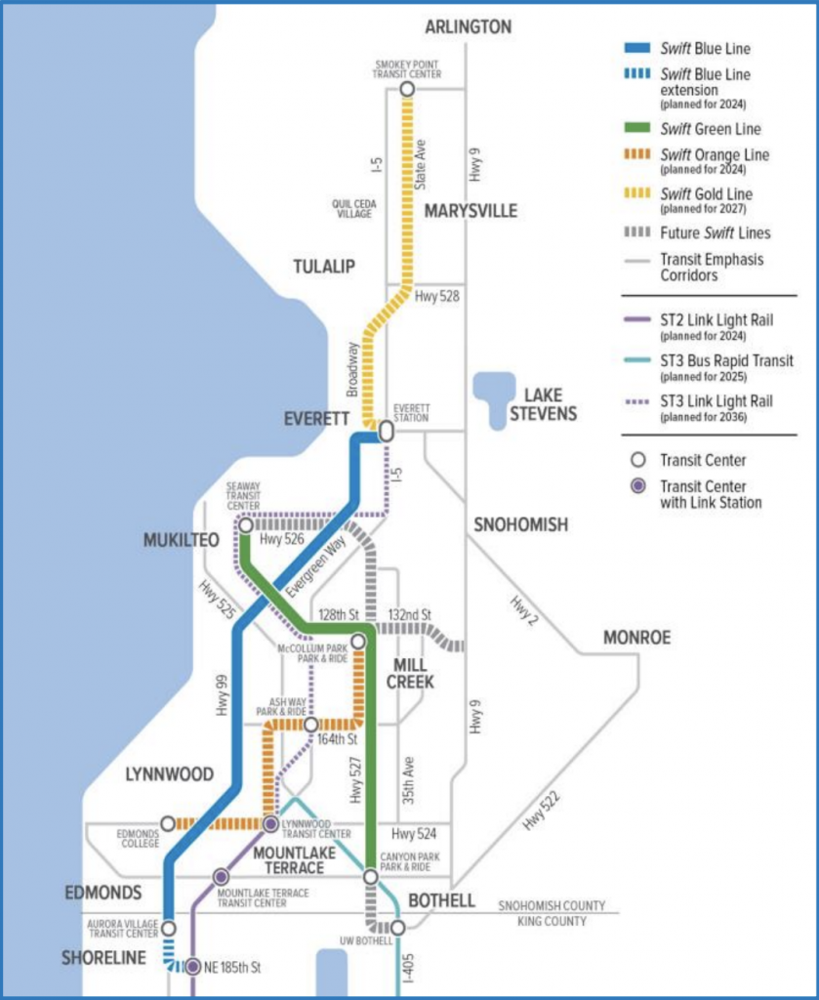 ARLINGTON
SMOKEY POINT
TRANSIT CENTER
I-5
State Ave
Hwy 9
QUIL CEDA
VILLAGE
MARYSVILLE
TULALIP
Hwy 528
Broadway
EVERETT
EVERETT
STATION
LAKE
STEVENS
I-5
SEAWAY
TRANSIT
CENTER
MUKILTEO
Hwy 526
Evergreen Way
SNOHOMISH
Hwy 525
128th St
132nd St
Hwy 2
MONROE
McCOLLUM PARK
PARK & RIDE
MILL
CREEK
Hwy 99
ASH WAY
PARK & RIDE
164th St
Hwy 9
LYNNWOOD
Hwy 527
35th Ave
Hwy 522
EDMONDS
COLLEGE
LYNNWOOD
TRANSIT CENTER
Hwy 524
MOUNTLAKE
TERRACE
CANYON PARK
PARK & RIDE
EDMONDS
MOUNTLAKE TERRACE
TRANSIT CENTER
BOTHELL
SNOHOMISH COUNTY
KING COUNTY
AURORA VILLAGE
TRANSIT CENTER
UW BOTHELL
SHORELINE
NE 185th St
I-405
Swift Blue Line
Swift Blue Line
extension
(planned for 2024)
Swift Green Line
Swift Orange Line
(planned for 2024)
Swift Gold Line
(planned for 2027)
Future Swift Lines
Transit Emphasis
Corridors
ST2 Link Light Rail
(planned for 2024)
ST3 Bus Rapid Transit
(planned for 2025)
ST3 Link Light Rail
(planned for 2036)
Transit Center
Transit Center
with Link Station